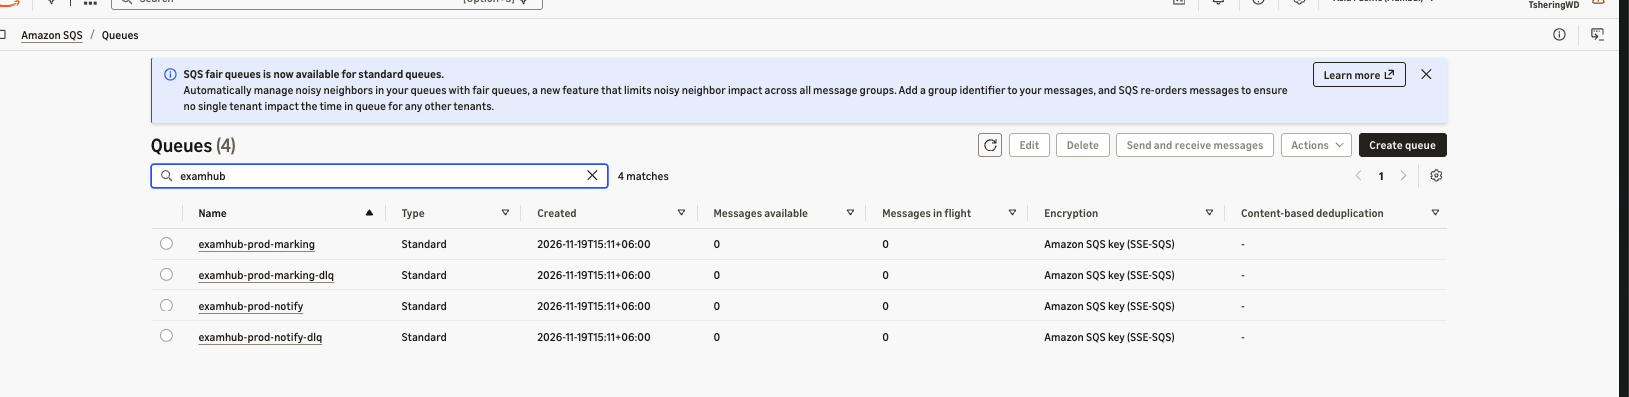 TsheringWD
Amazon SQS / Queues
SQS fair queues is now available for standard queues.
Automatically manage noisy neighbors in your queues with fair queues, a new feature that limits noisy neighbor impact across all message groups. Add a group identifier to your messages, and SQS re-orders messages to ensure
no single tenant impact the time in queue for any other tenants.
Learn more
Queues (4)
Edit
Delete
Send and receive messages
Actions
Create queue
examhub
4 matches
1
Name Type Created Messages available Messages in flight Encryption Content-based deduplication
examhub-prod-marking Standard 2026-11-19T15:11+06:00 0 0 Amazon SQS key (SSE-SQS) -
examhub-prod-marking-dlq Standard 2026-11-19T15:11+06:00 0 0 Amazon SQS key (SSE-SQS) -
examhub-prod-notify Standard 2026-11-19T15:11+06:00 0 0 Amazon SQS key (SSE-SQS) -
examhub-prod-notify-dlq Standard 2026-11-19T15:11+06:00 0 0 Amazon SQS key (SSE-SQS) -